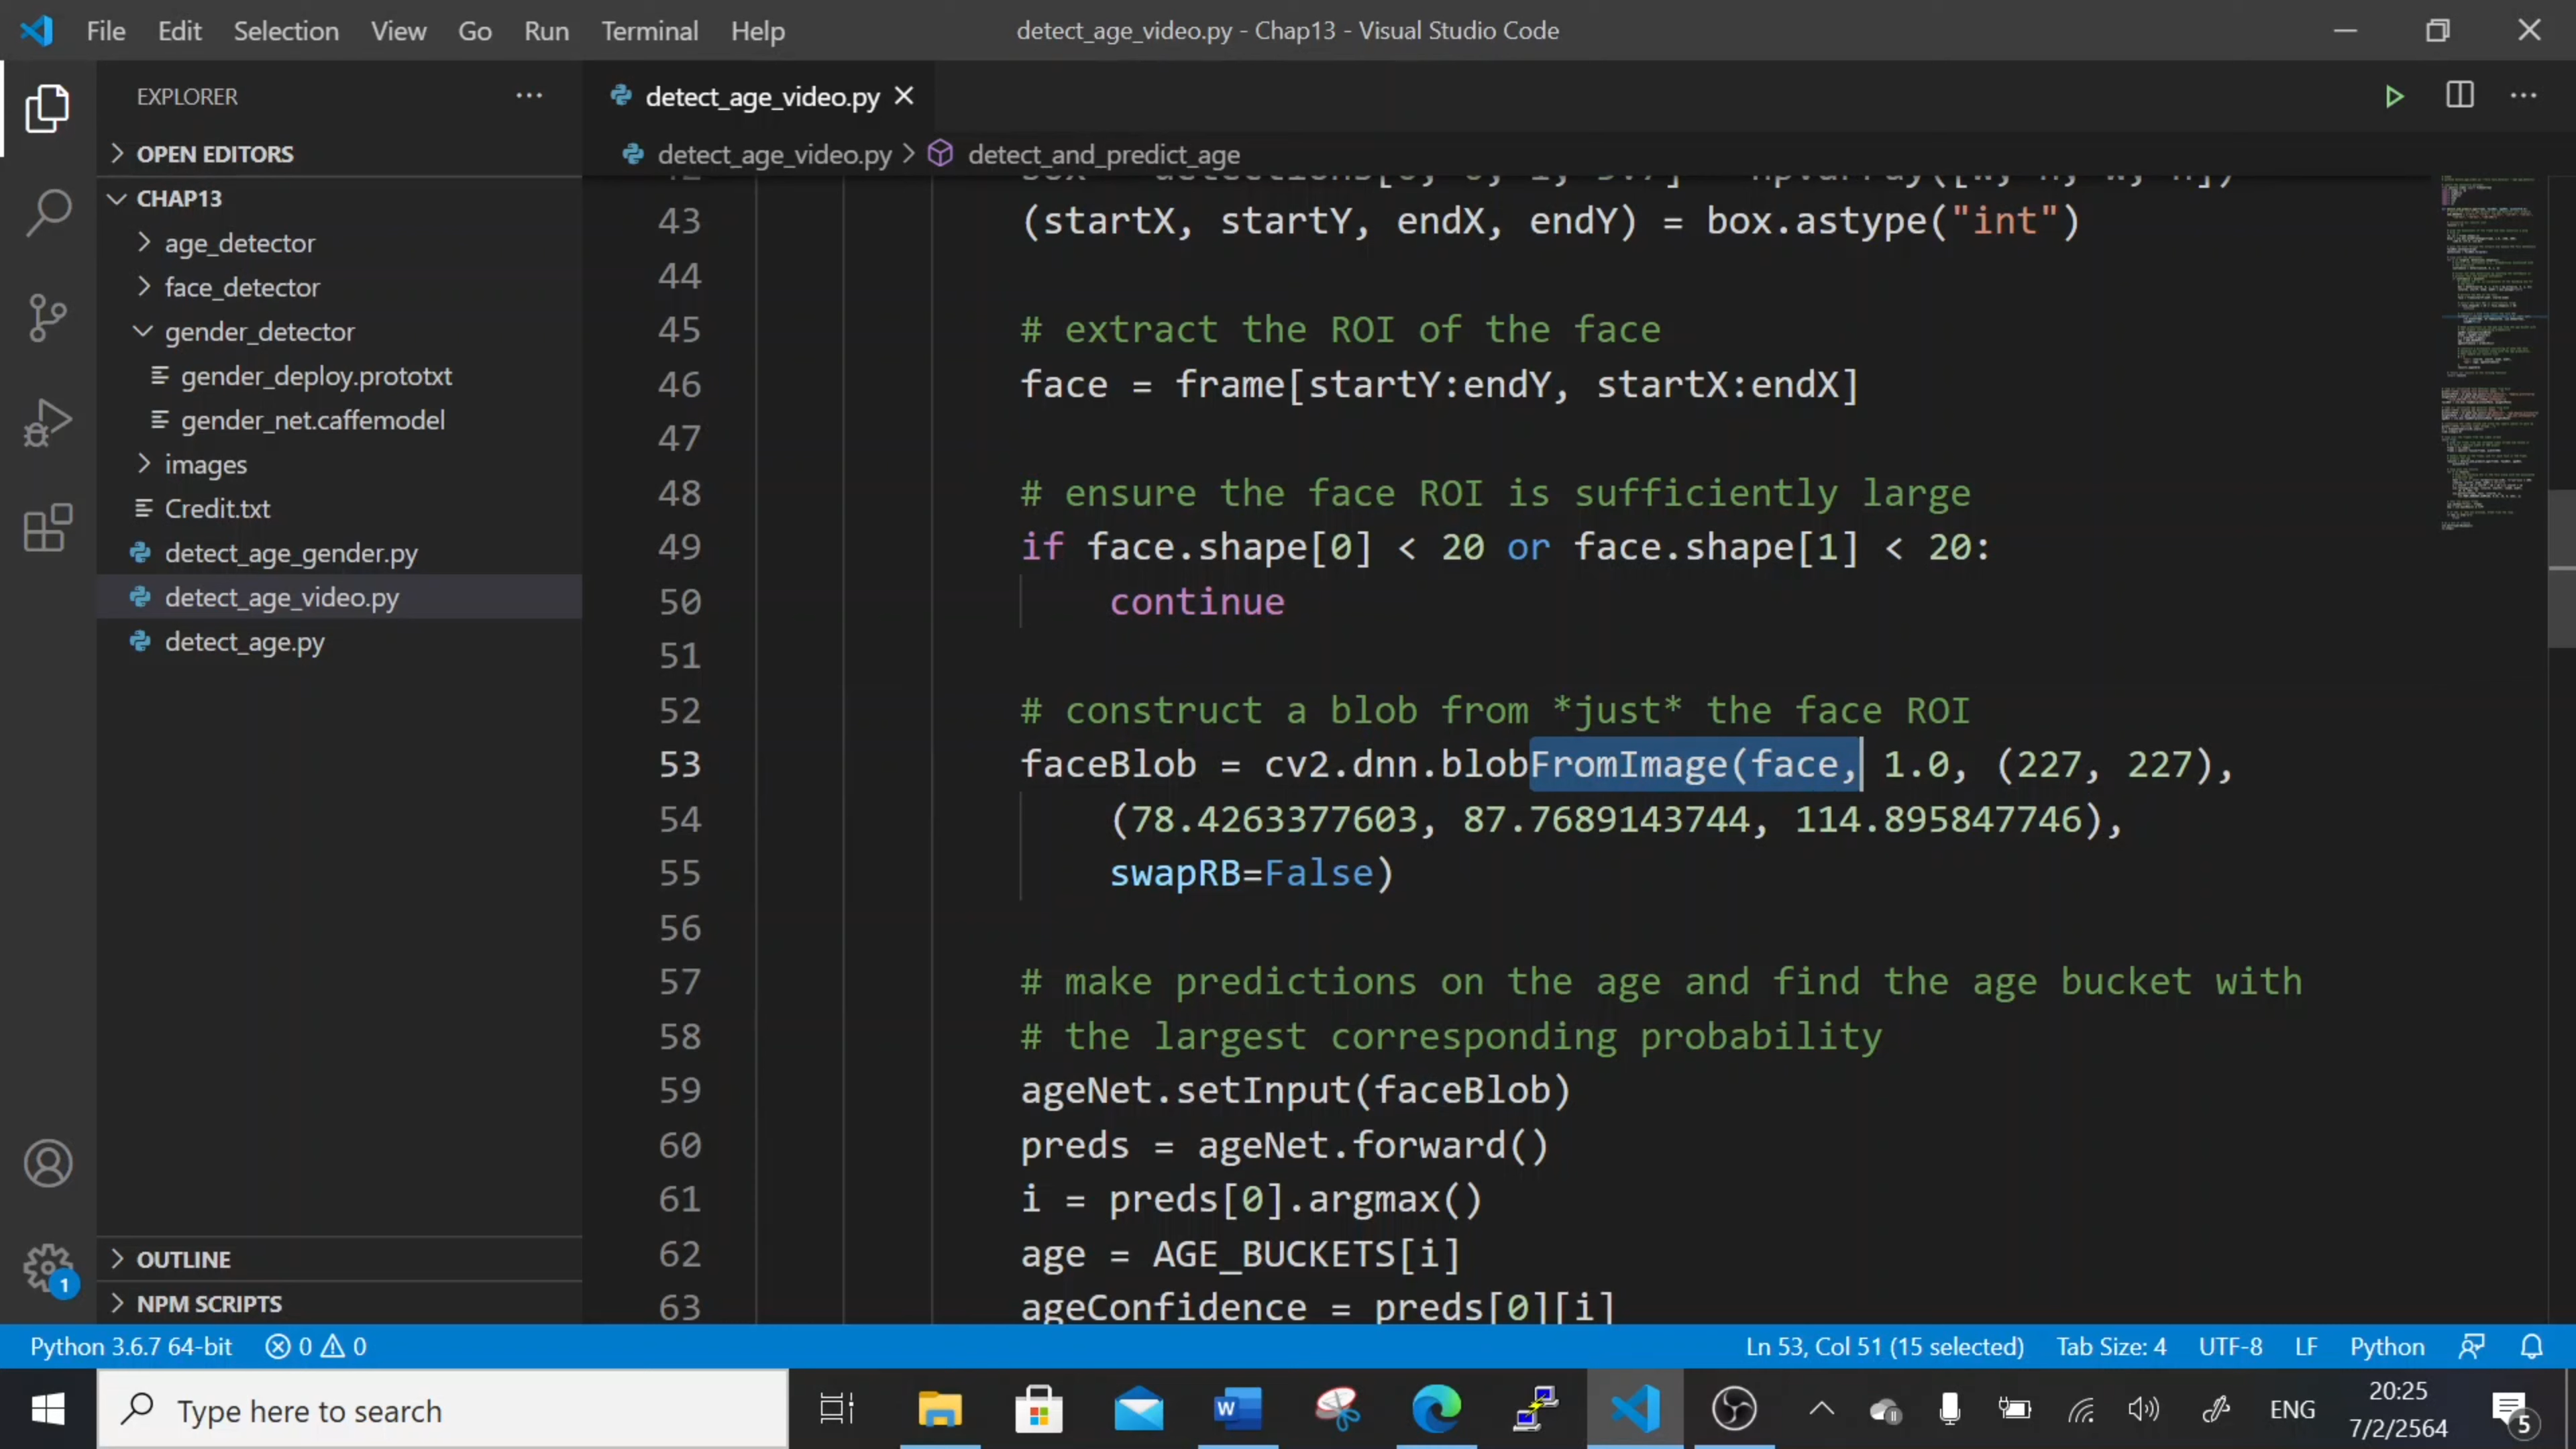 File Edit Selection View Go Run Terminal Help
detect_age_video.py - Chap13 - Visual Studio Code
EXPLORER
OPEN EDITORS
CHAP13
age_detector
face_detector
gender_detector
gender_deploy.prototxt
gender_net.caffemodel
images
Credit.txt
detect_age_gender.py
detect_age_video.py
detect_age.py
OUTLINE
NPM SCRIPTS
detect_age_video.py
detect_age_video.py > detect_and_predict_age
43 (startX, startY, endX, endY) = box.astype("int")
44
45 # extract the ROI of the face
46 face = frame[startY:endY, startX:endX]
47
48 # ensure the face ROI is sufficiently large
49 if face.shape[0] < 20 or face.shape[1] < 20:
50 continue
51
52 # construct a blob from *just* the face ROI
53 faceBlob = cv2.dnn.blobFromImage(face, 1.0, (227, 227),
54 (78.4263377603, 87.7689143744, 114.895847746),
55 swapRB=False)
56
57 # make predictions on the age and find the age bucket with
58 # the largest corresponding probability
59 ageNet.setInput(faceBlob)
60 preds = ageNet.forward()
61 i = preds[0].argmax()
62 age = AGE_BUCKETS[i]
63 ageConfidence = preds[0][i]
1
Python 3.6.7 64-bit 0 0
Ln 53, Col 51 (15 selected) Tab Size: 4 UTF-8 LF Python
Type here to search
W
ENG
20:25
7/2/2564
5